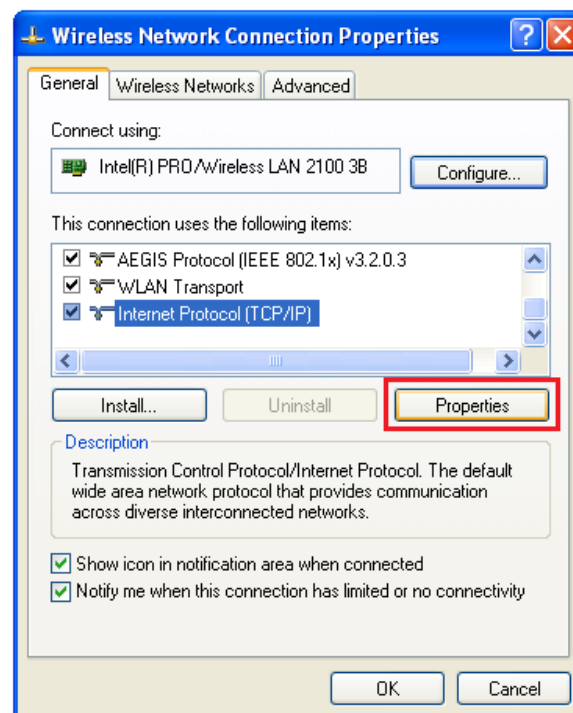 Wireless Network Connection Properties
General Wireless Networks Advanced
Connect using:
Intel(R) PRO/Wireless LAN 2100 3B Configure...
This connection uses the following items:
AEGIS Protocol (IEEE 802.1x) v3.2.0.3
WLAN Transport
Internet Protocol (TCP/IP)
Install... Uninstall Properties
Description
Transmission Control Protocol/Internet Protocol. The default
wide area network protocol that provides communication
across diverse interconnected networks.
Show icon in notification area when connected
Notify me when this connection has limited or no connectivity
OK Cancel